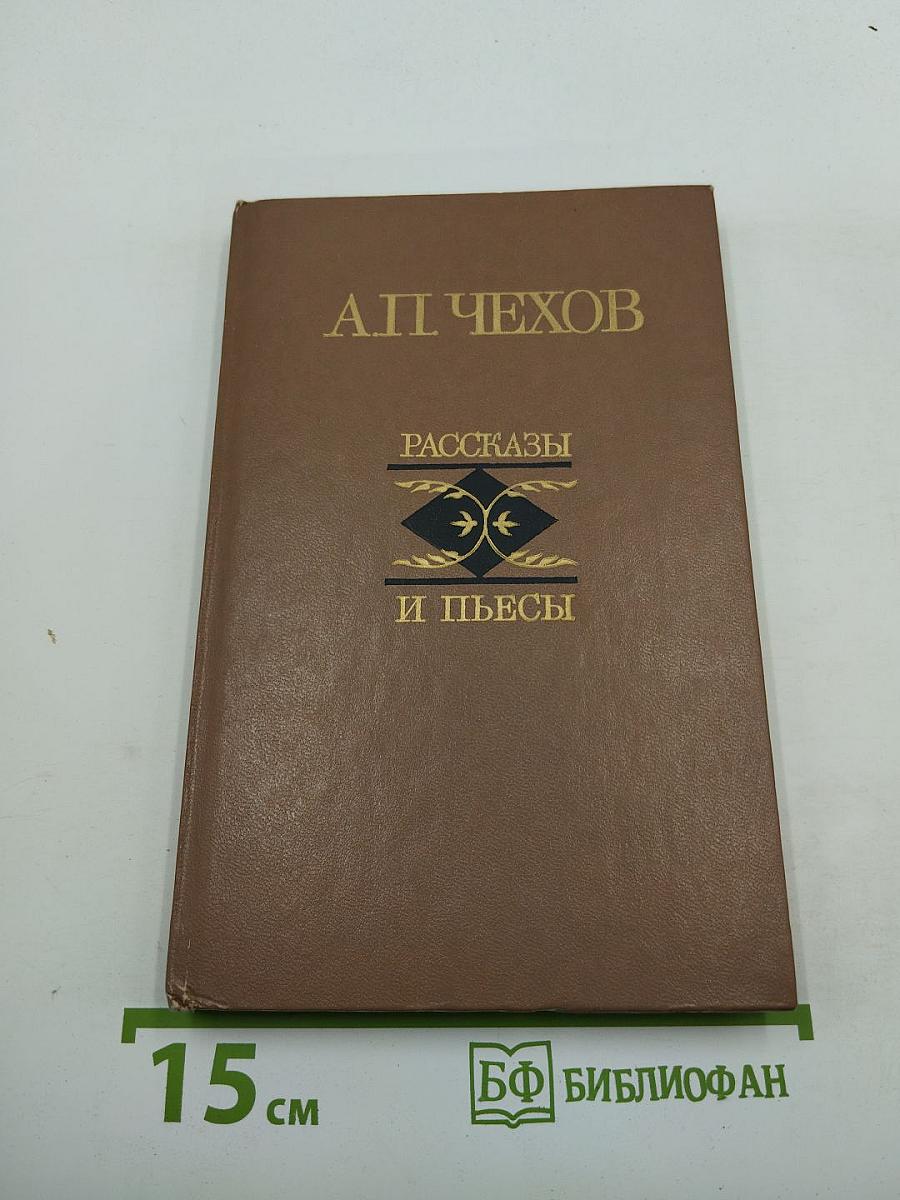 А.П. ЧЕХОВ
РАССКАЗЫ
И ПЬЕСЫ
15 см
БФ БИБЛИОФАН